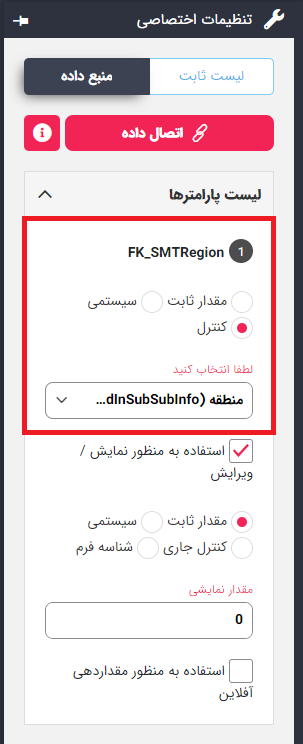 تنظیمات اختصاصی
لیست ثابت
منبع داده
اتصال داده
لیست پارامترها
1 FK_SMTRegion
مقدار ثابت
سیستمی
کنترل
لطفا انتخاب کنید
منطقه (dInSubSubInfo...
استفاده به منظور نمایش /
ویرایش
مقدار ثابت
سیستمی
کنترل جاری
شناسه فرم
مقدار نمایشی
0
استفاده به منظور مقداردهی
آفلاین